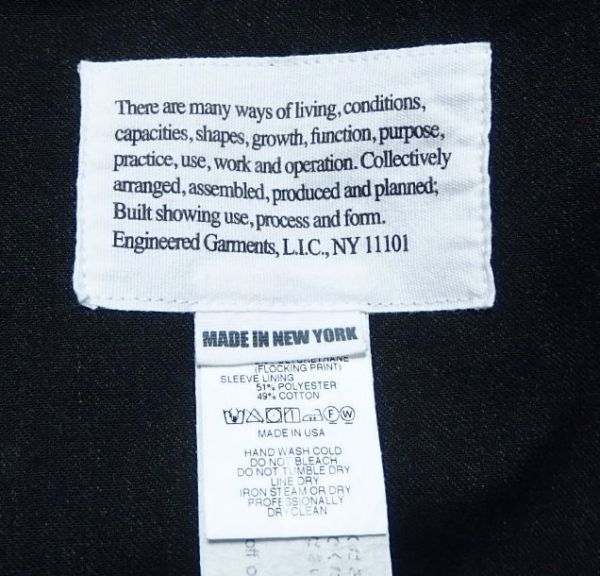 There are many ways of living, conditions,
capacities, shapes, growth, function, purpose,
practice, use, work and operation. Collectively
arranged, assembled, produced and planned;
Built showing use, process and form.
Engineered Garments, L.I.C., NY 11101
MADE IN NEW YORK
(FLOCKING PRINT)
SLEEVE LINING
51% POLYESTER
49% COTTON
F W
MADE IN USA
HAND WASH COLD
DO NO BLEACH
DO NOT TUMBLE DRY
LINE DRY
IRON STEAM OR DRY
PROFESSIONALLY
DRYCLEAN